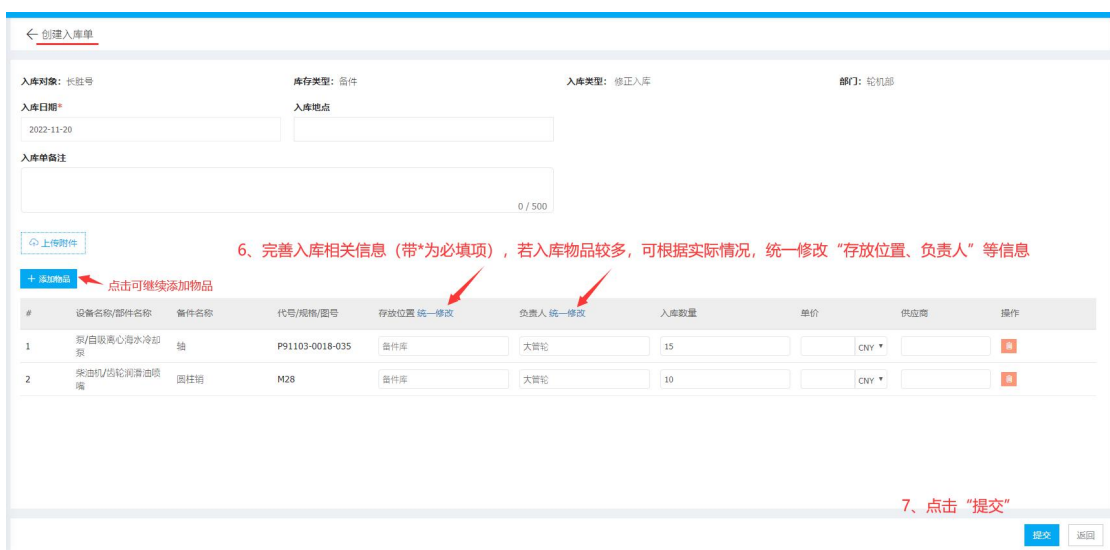 ← 创建入库单
入库对象： 长胜号 库存类型： 备件 入库类型： 修正入库 部门： 轮机部
入库日期* 入库地点
2022-11-20
入库单备注
0 / 500
上传附件
6、完善入库相关信息（带*为必填项），若入库物品较多，可根据实际情况，统一修改“存放位置、负责人”等信息
+ 添加物品 点击可继续添加物品
# 设备名称/部件名称 备件名称 代号/规格/图号 存放位置 统一修改 负责人 统一修改 入库数量 单价 供应商 操作
1 泵/自吸离心海水冷却泵 轴 P91103-0018-035 备件库 大管轮 15 CNY
2 柴油机/齿轮润滑油喷嘴 圆柱销 M28 备件库 大管轮 10 CNY
7、点击“提交”
提交 返回